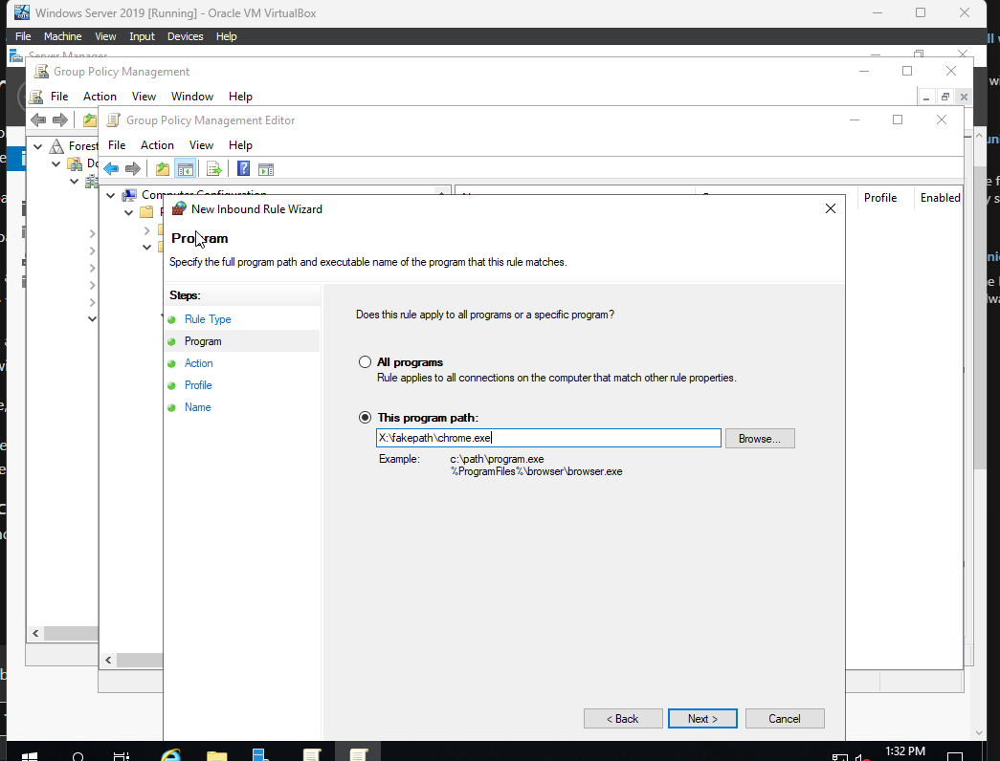 Windows Server 2019 [Running] - Oracle VM VirtualBox
File Machine View Input Devices Help
Server Manager
Group Policy Management
File Action View Window Help
Group Policy Management Editor
File Action View Help
Forest
Computer Configuration
Profile Enabled
New Inbound Rule Wizard
Program
Specify the full program path and executable name of the program that this rule matches.
Steps:
Rule Type
Program
Action
Profile
Name
Does this rule apply to all programs or a specific program?
All programs
Rule applies to all connections on the computer that match other rule properties.
This program path:
X:\fakepath\chrome.exe
Browse...
Example: c:\path\program.exe
%ProgramFiles%\browser\browser.exe
< Back Next > Cancel
1:32 PM